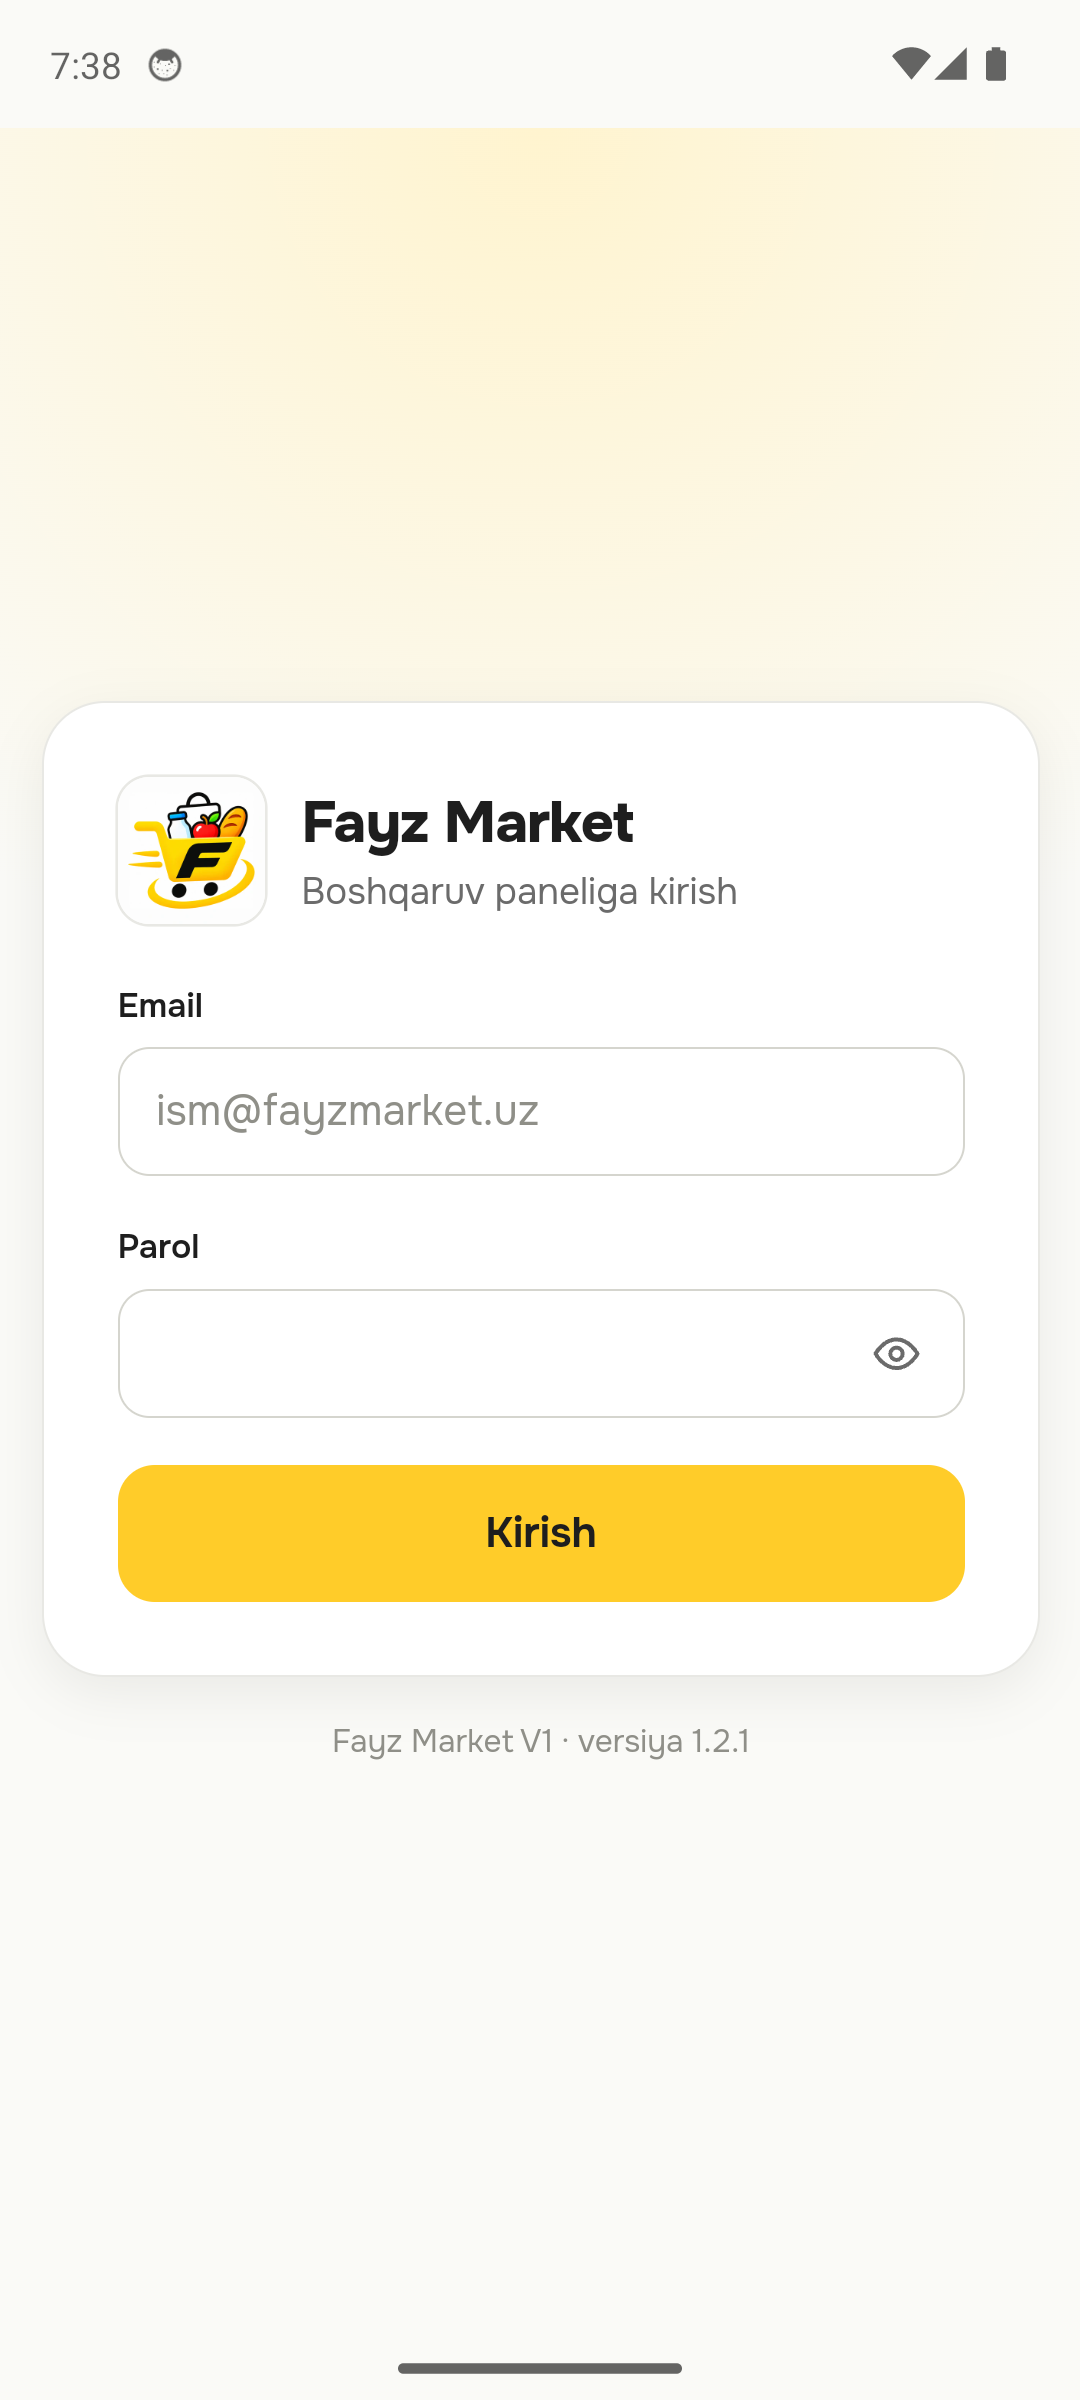 7:38
F
Fayz Market
Boshqaruv paneliga kirish
Email
ism@fayzmarket.uz
Parol
Kirish
Fayz Market V1 · versiya 1.2.1